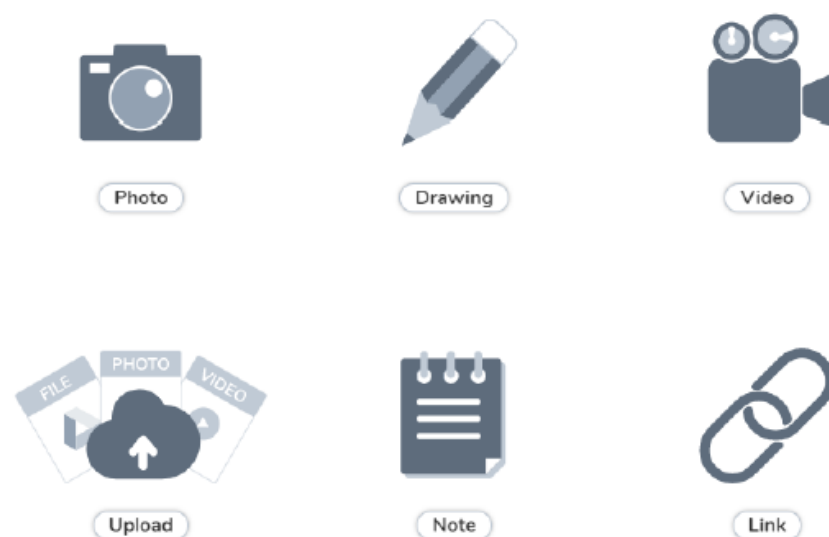 Photo
Drawing
Video
FILE
PHOTO
VIDEO
Upload
Note
Link